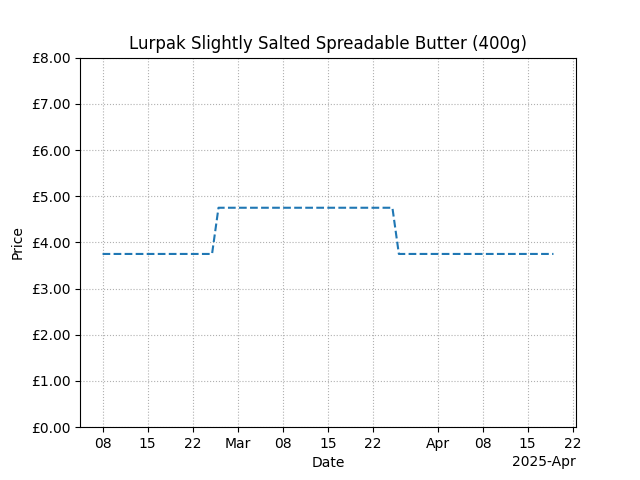 Lurpak Slightly Salted Spreadable Butter (400g)
£8.00
£7.00
£6.00
£5.00
£4.00
£3.00
£2.00
£1.00
£0.00
Price
08 15 22 Mar 08 15 22 Apr 08 15 22
Date
2025-Apr